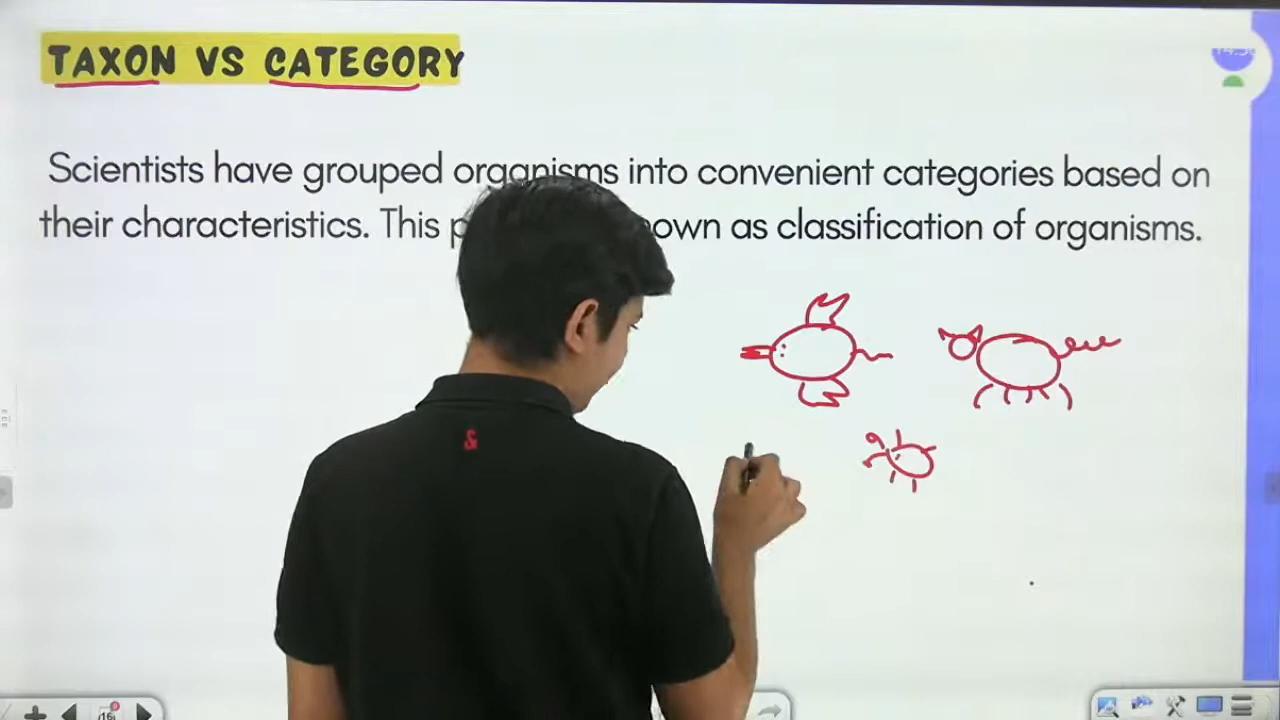 TAXON VS CATEGORY
Scientists have grouped organisms into convenient categories based on
their characteristics. This as classification of organisms.
16